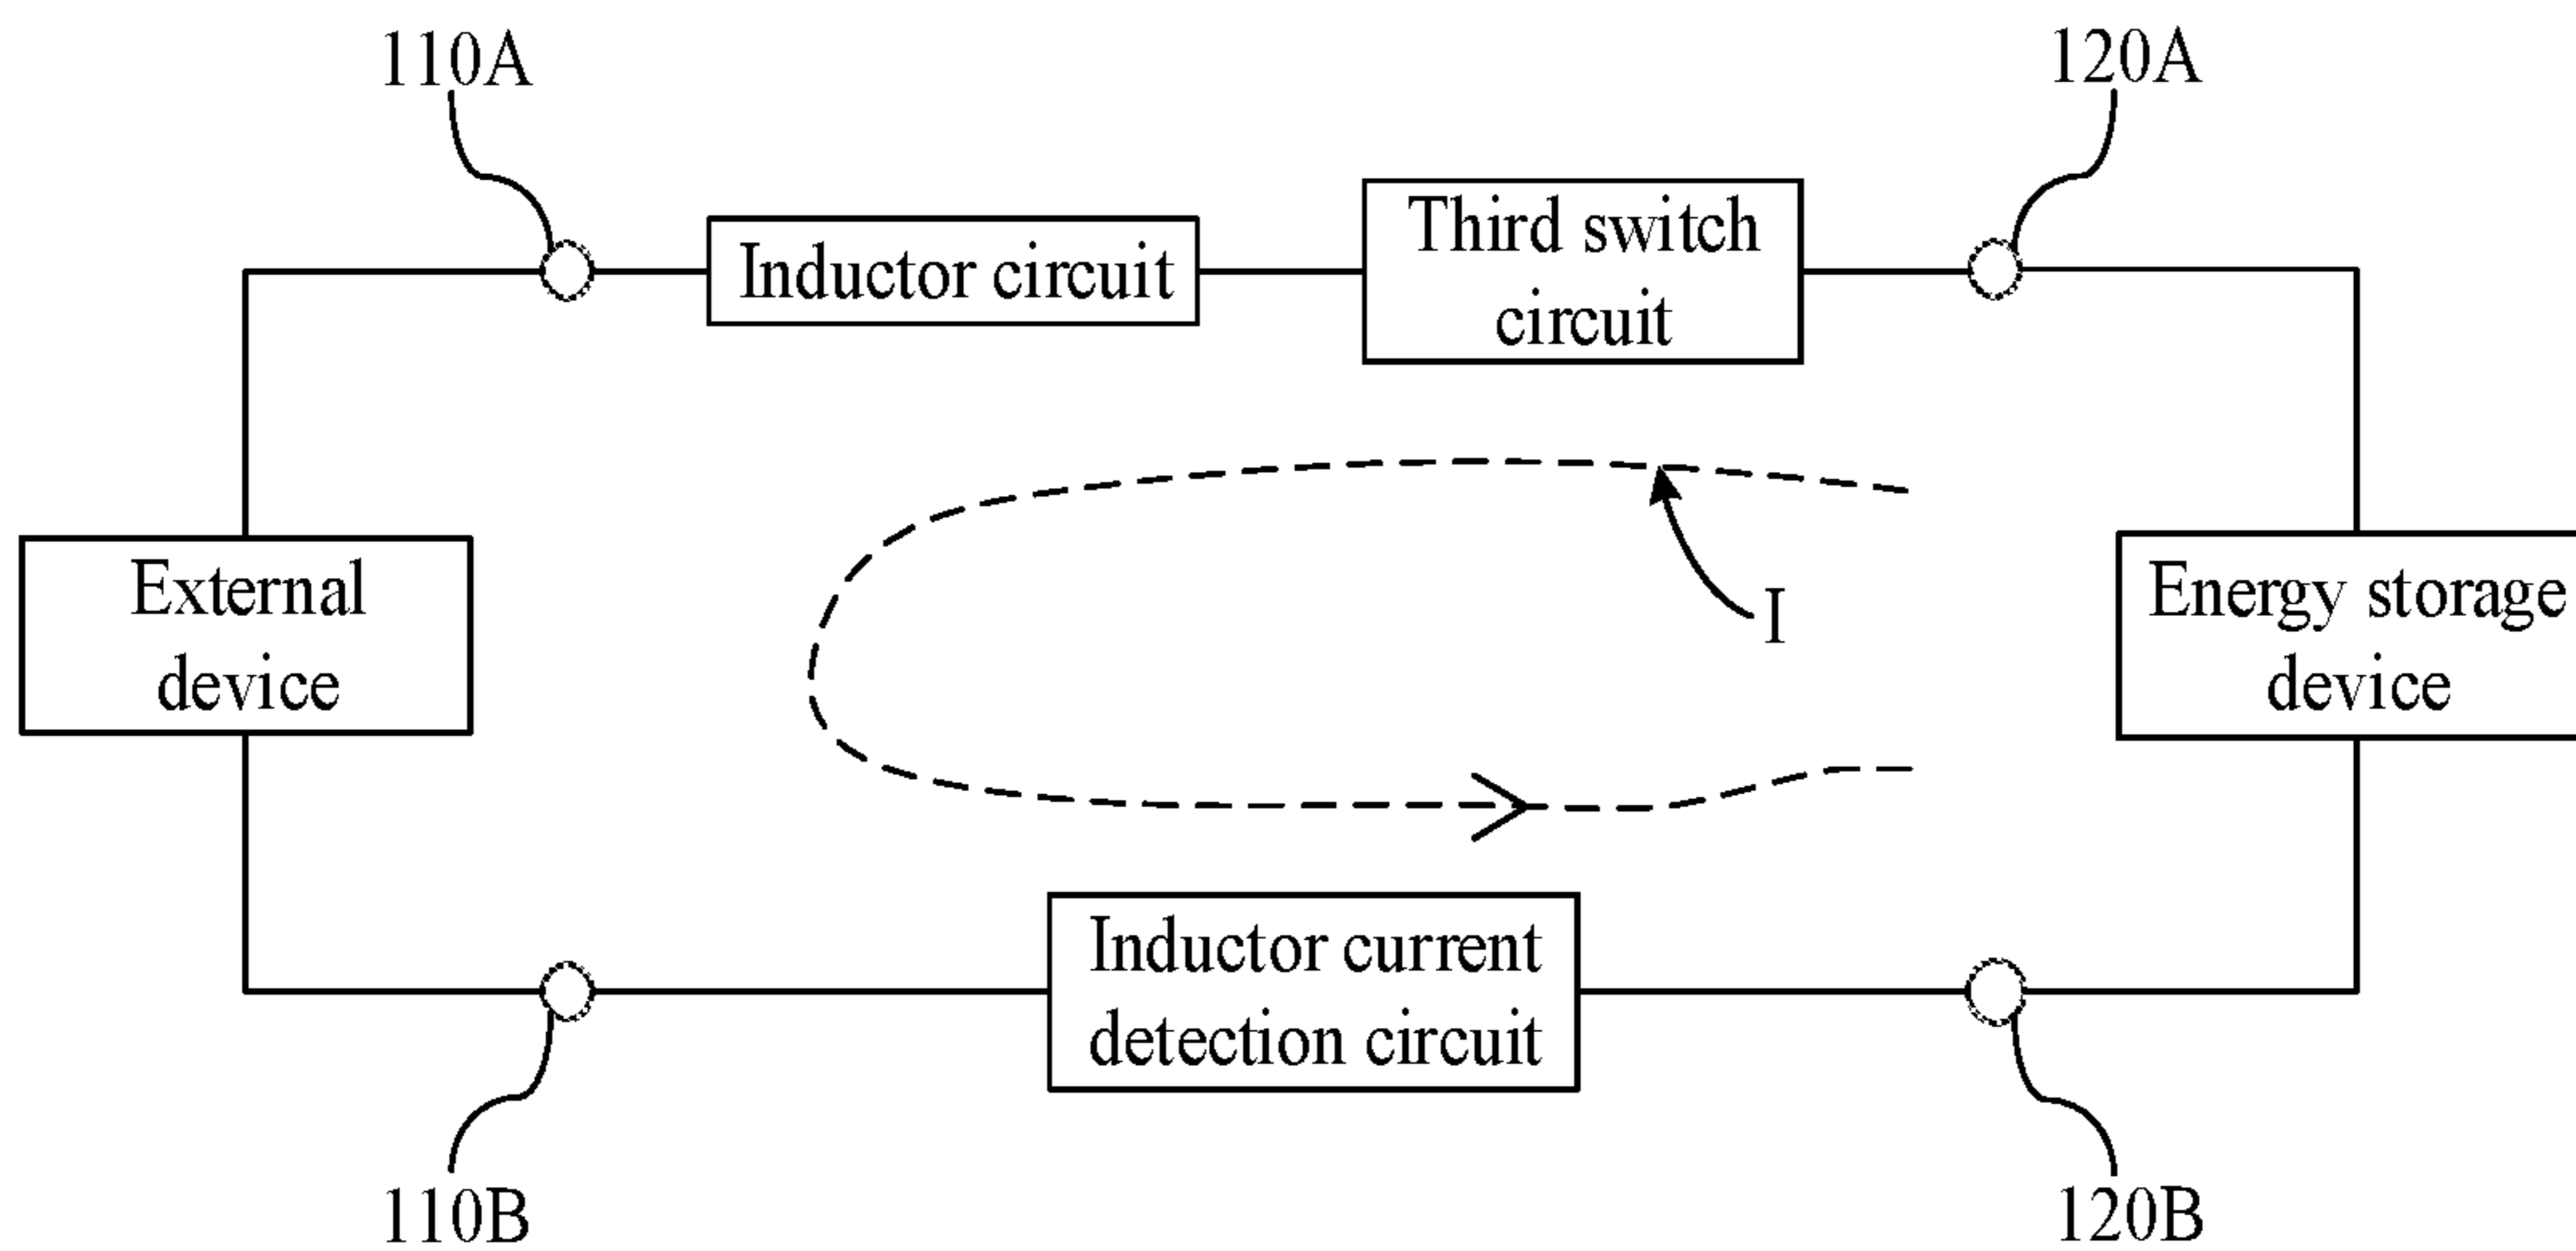 110A
120A
Inductor circuit
Third switch
circuit
External
device
I
Energy storage
device
Inductor current
detection circuit
110B
120B